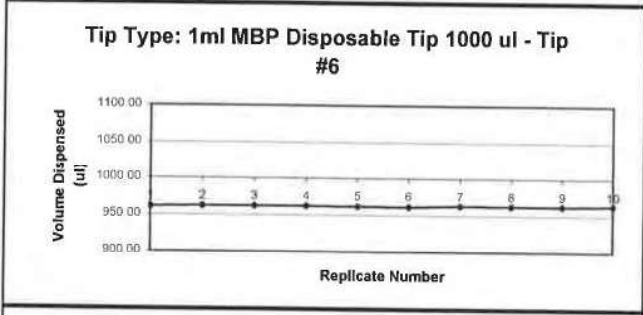 Tip Type: 1ml MBP Disposable Tip 1000 ul - Tip
#6
Volume Dispensed
(ul)
1100.00
1050.00
1000.00
950.00
900.00
1 2 3 4 5 6 7 8 9 10
Replicate Number